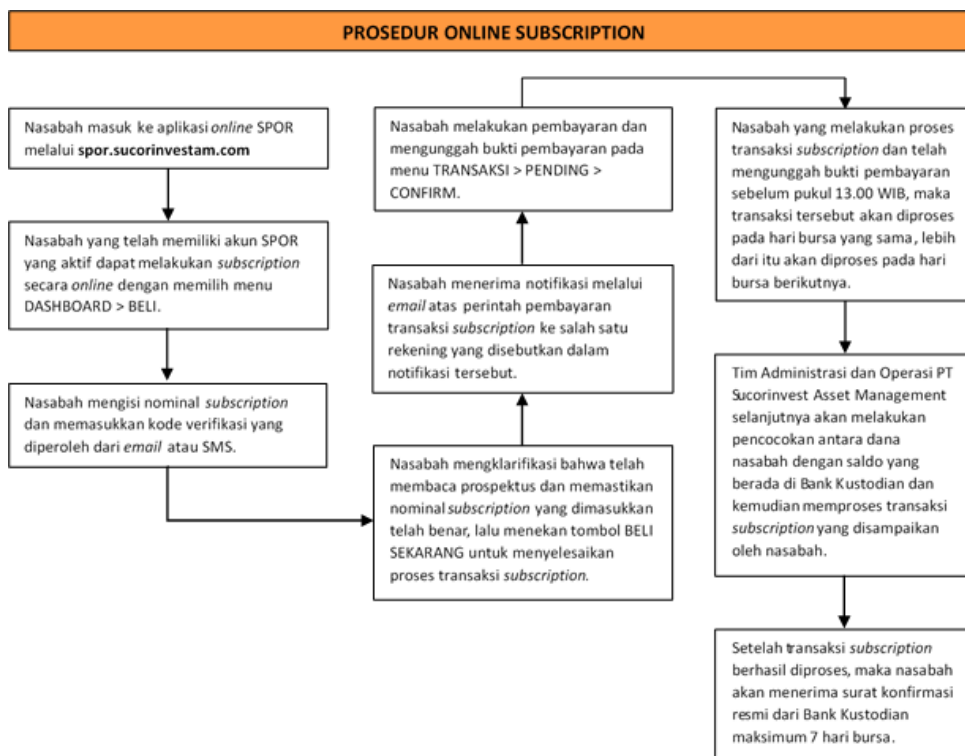 PROSEDUR ONLINE SUBSCRIPTION
Nasabah masuk ke aplikasi online SPOR
melalui spor.sucorinvestam.com
Nasabah yang telah memiliki akun SPOR
yang aktif dapat melakukan subscription
secara online dengan memilih menu
DASHBOARD > BELI.
Nasabah mengisi nominal subscription
dan memasukkan kode verifikasi yang
diperoleh dari email atau SMS.
Nasabah mengklarifikasi bahwa telah
membaca prospektus dan memastikan
nominal subscription yang dimasukkan
telah benar, lalu menekan tombol BELI
SEKARANG untuk menyelesaikan
proses transaksi subscription.
Nasabah menerima notifikasi melalui
email atas perintah pembayaran
transaksi subscription ke salah satu
rekening yang disebutkan dalam
notifikasi tersebut.
Nasabah melakukan pembayaran dan
mengunggah bukti pembayaran pada
menu TRANSAKSI > PENDING >
CONFIRM.
Nasabah yang melakukan proses
transaksi subscription dan telah
mengunggah bukti pembayaran
sebelum pukul 13.00 WIB, maka
transaksi tersebut akan diproses
pada hari bursa yang sama, lebih
dari itu akan diproses pada hari
bursa berikutnya.
Tim Administrasi dan Operasi PT
Sucorinvest Asset Management
selanjutnya akan melakukan
pencocokan antara dana
nasabah dengan saldo yang
berada di Bank Kustodian dan
kemudian memproses transaksi
subscription yang disampaikan
oleh nasabah.
Setelah transaksi subscription
berhasil diproses, maka nasabah
akan menerima surat konfirmasi
resmi dari Bank Kustodian
maksimum 7 hari bursa.